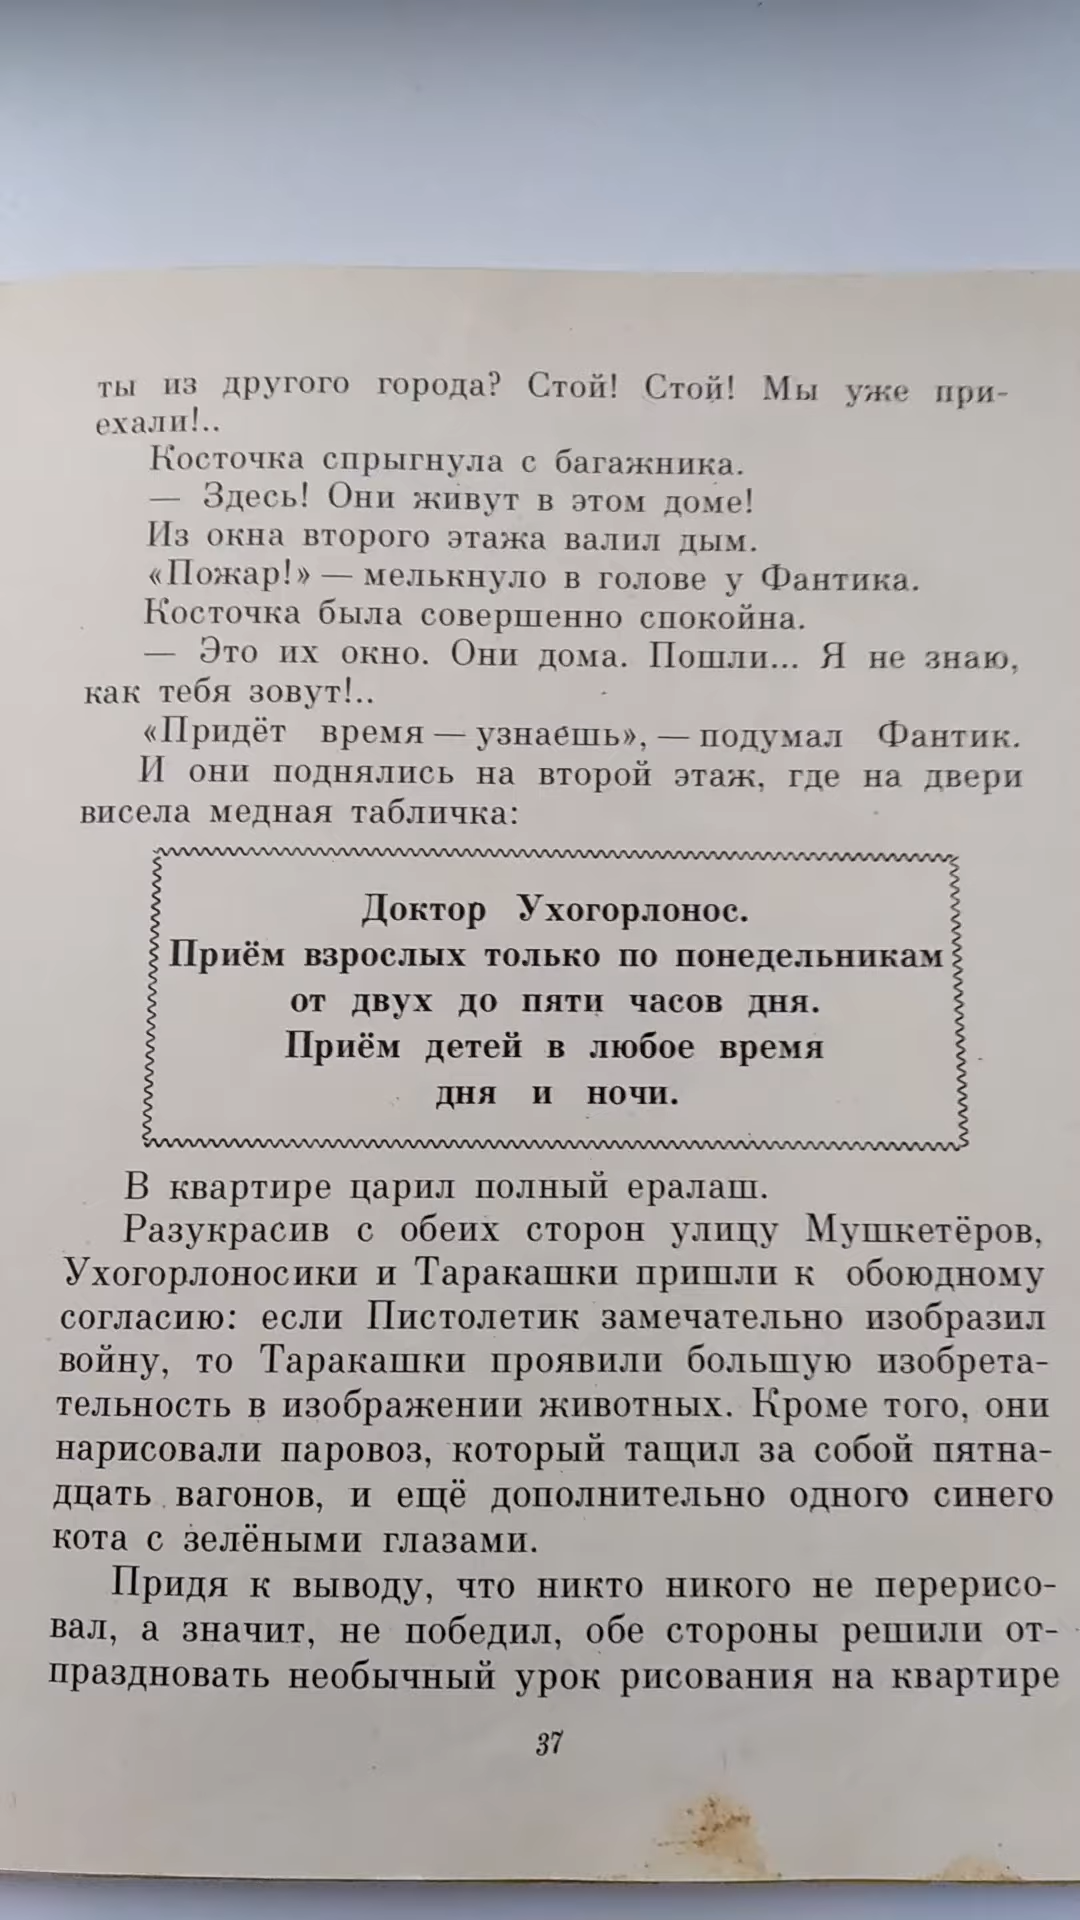 ты из другого города? Стой! Стой! Мы уже при-
ехали!..
Косточка спрыгнула с багажника.
— Здесь! Они живут в этом доме!
Из окна второго этажа валил дым.
«Пожар!» — мелькнуло в голове у Фантика.
Косточка была совершенно спокойна.
— Это их окно. Они дома. Пошли... Я не знаю,
как тебя зовут!..
«Придёт время — узнаешь», — подумал Фантик.
И они поднялись на второй этаж, где на двери
висела медная табличка:
Доктор Ухогорлонос.
Приём взрослых только по понедельникам
от двух до пяти часов дня.
Приём детей в любое время
дня и ночи.
В квартире царил полный ералаш.
Разукрасив с обеих сторон улицу Мушкетёров,
Ухогорлоносики и Таракашки пришли к обоюдному
согласию: если Пистолетик замечательно изобразил
войну, то Таракашки проявили большую изобрета-
тельность в изображении животных. Кроме того, они
нарисовали паровоз, который тащил за собой пятна-
дцать вагонов, и ещё дополнительно одного синего
кота с зелёными глазами.
Придя к выводу, что никто никого не перерисо-
вал, а значит, не победил, обе стороны решили от-
праздновать необычный урок рисования на квартире
37